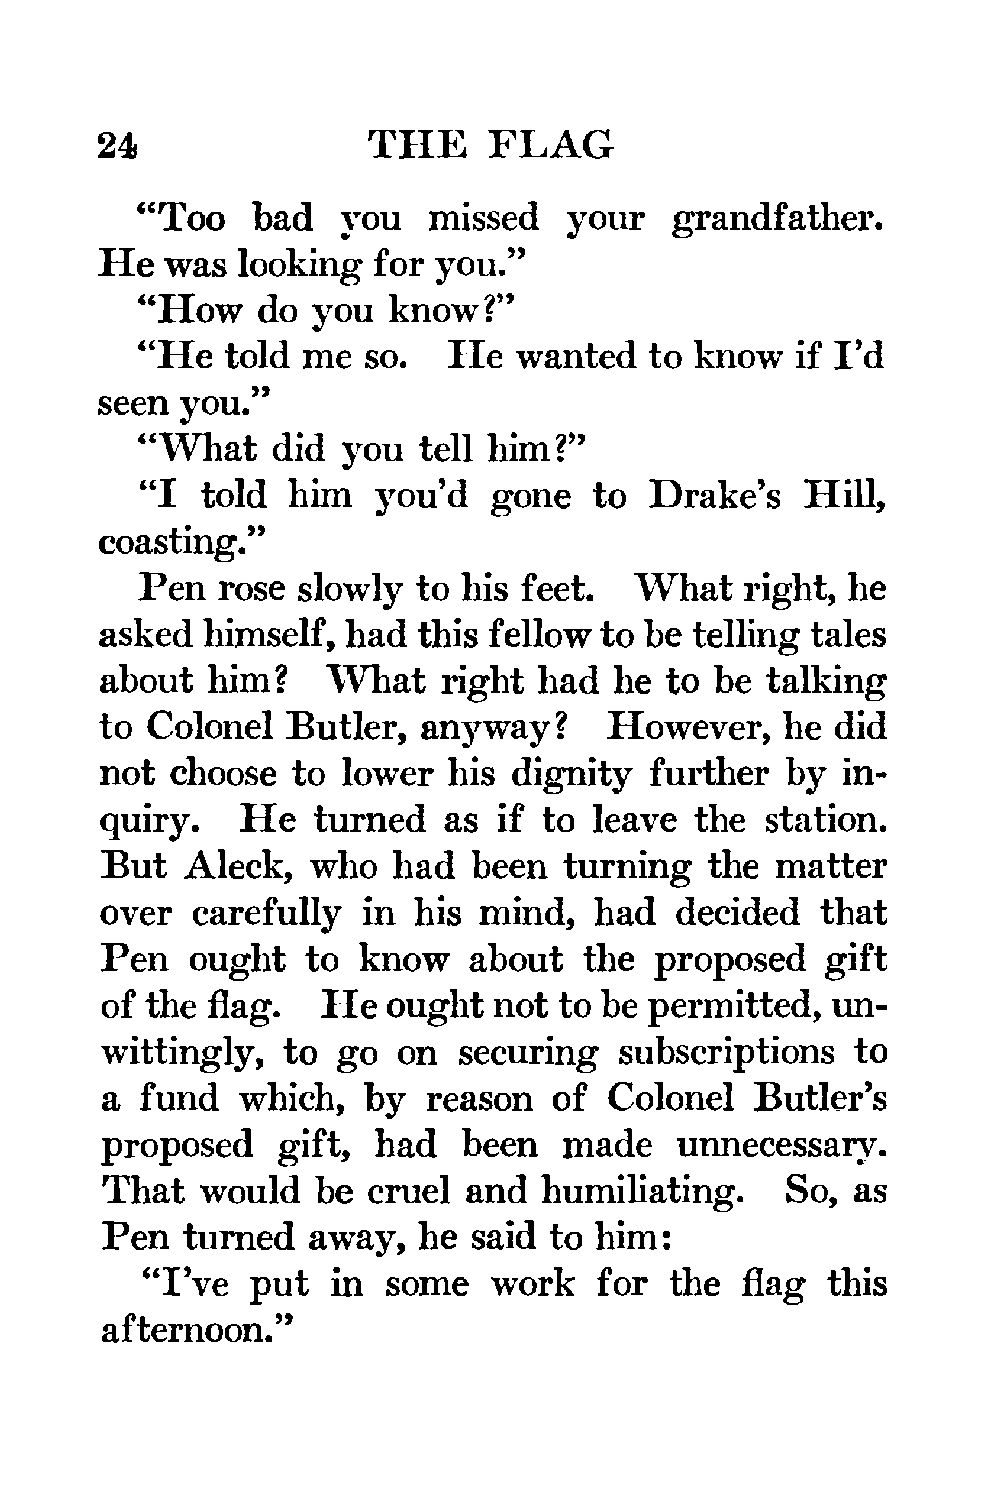 24 THE FLAG
“Too bad you missed your grandfather.
He was looking for you.”
“How do you know?”
“He told me so. He wanted to know if I’d
seen you.”
“What did you tell him?”
“I told him you’d gone to Drake’s Hill,
coasting.”
Pen rose slowly to his feet. What right, he
asked himself, had this fellow to be telling tales
about him? What right had he to be talking
to Colonel Butler, anyway? However, he did
not choose to lower his dignity further by in-
quiry. He turned as if to leave the station.
But Aleck, who had been turning the matter
over carefully in his mind, had decided that
Pen ought to know about the proposed gift
of the flag. He ought not to be permitted, un-
wittingly, to go on securing subscriptions to
a fund which, by reason of Colonel Butler’s
proposed gift, had been made unnecessary.
That would be cruel and humiliating. So, as
Pen turned away, he said to him:
“I’ve put in some work for the flag this
afternoon.”